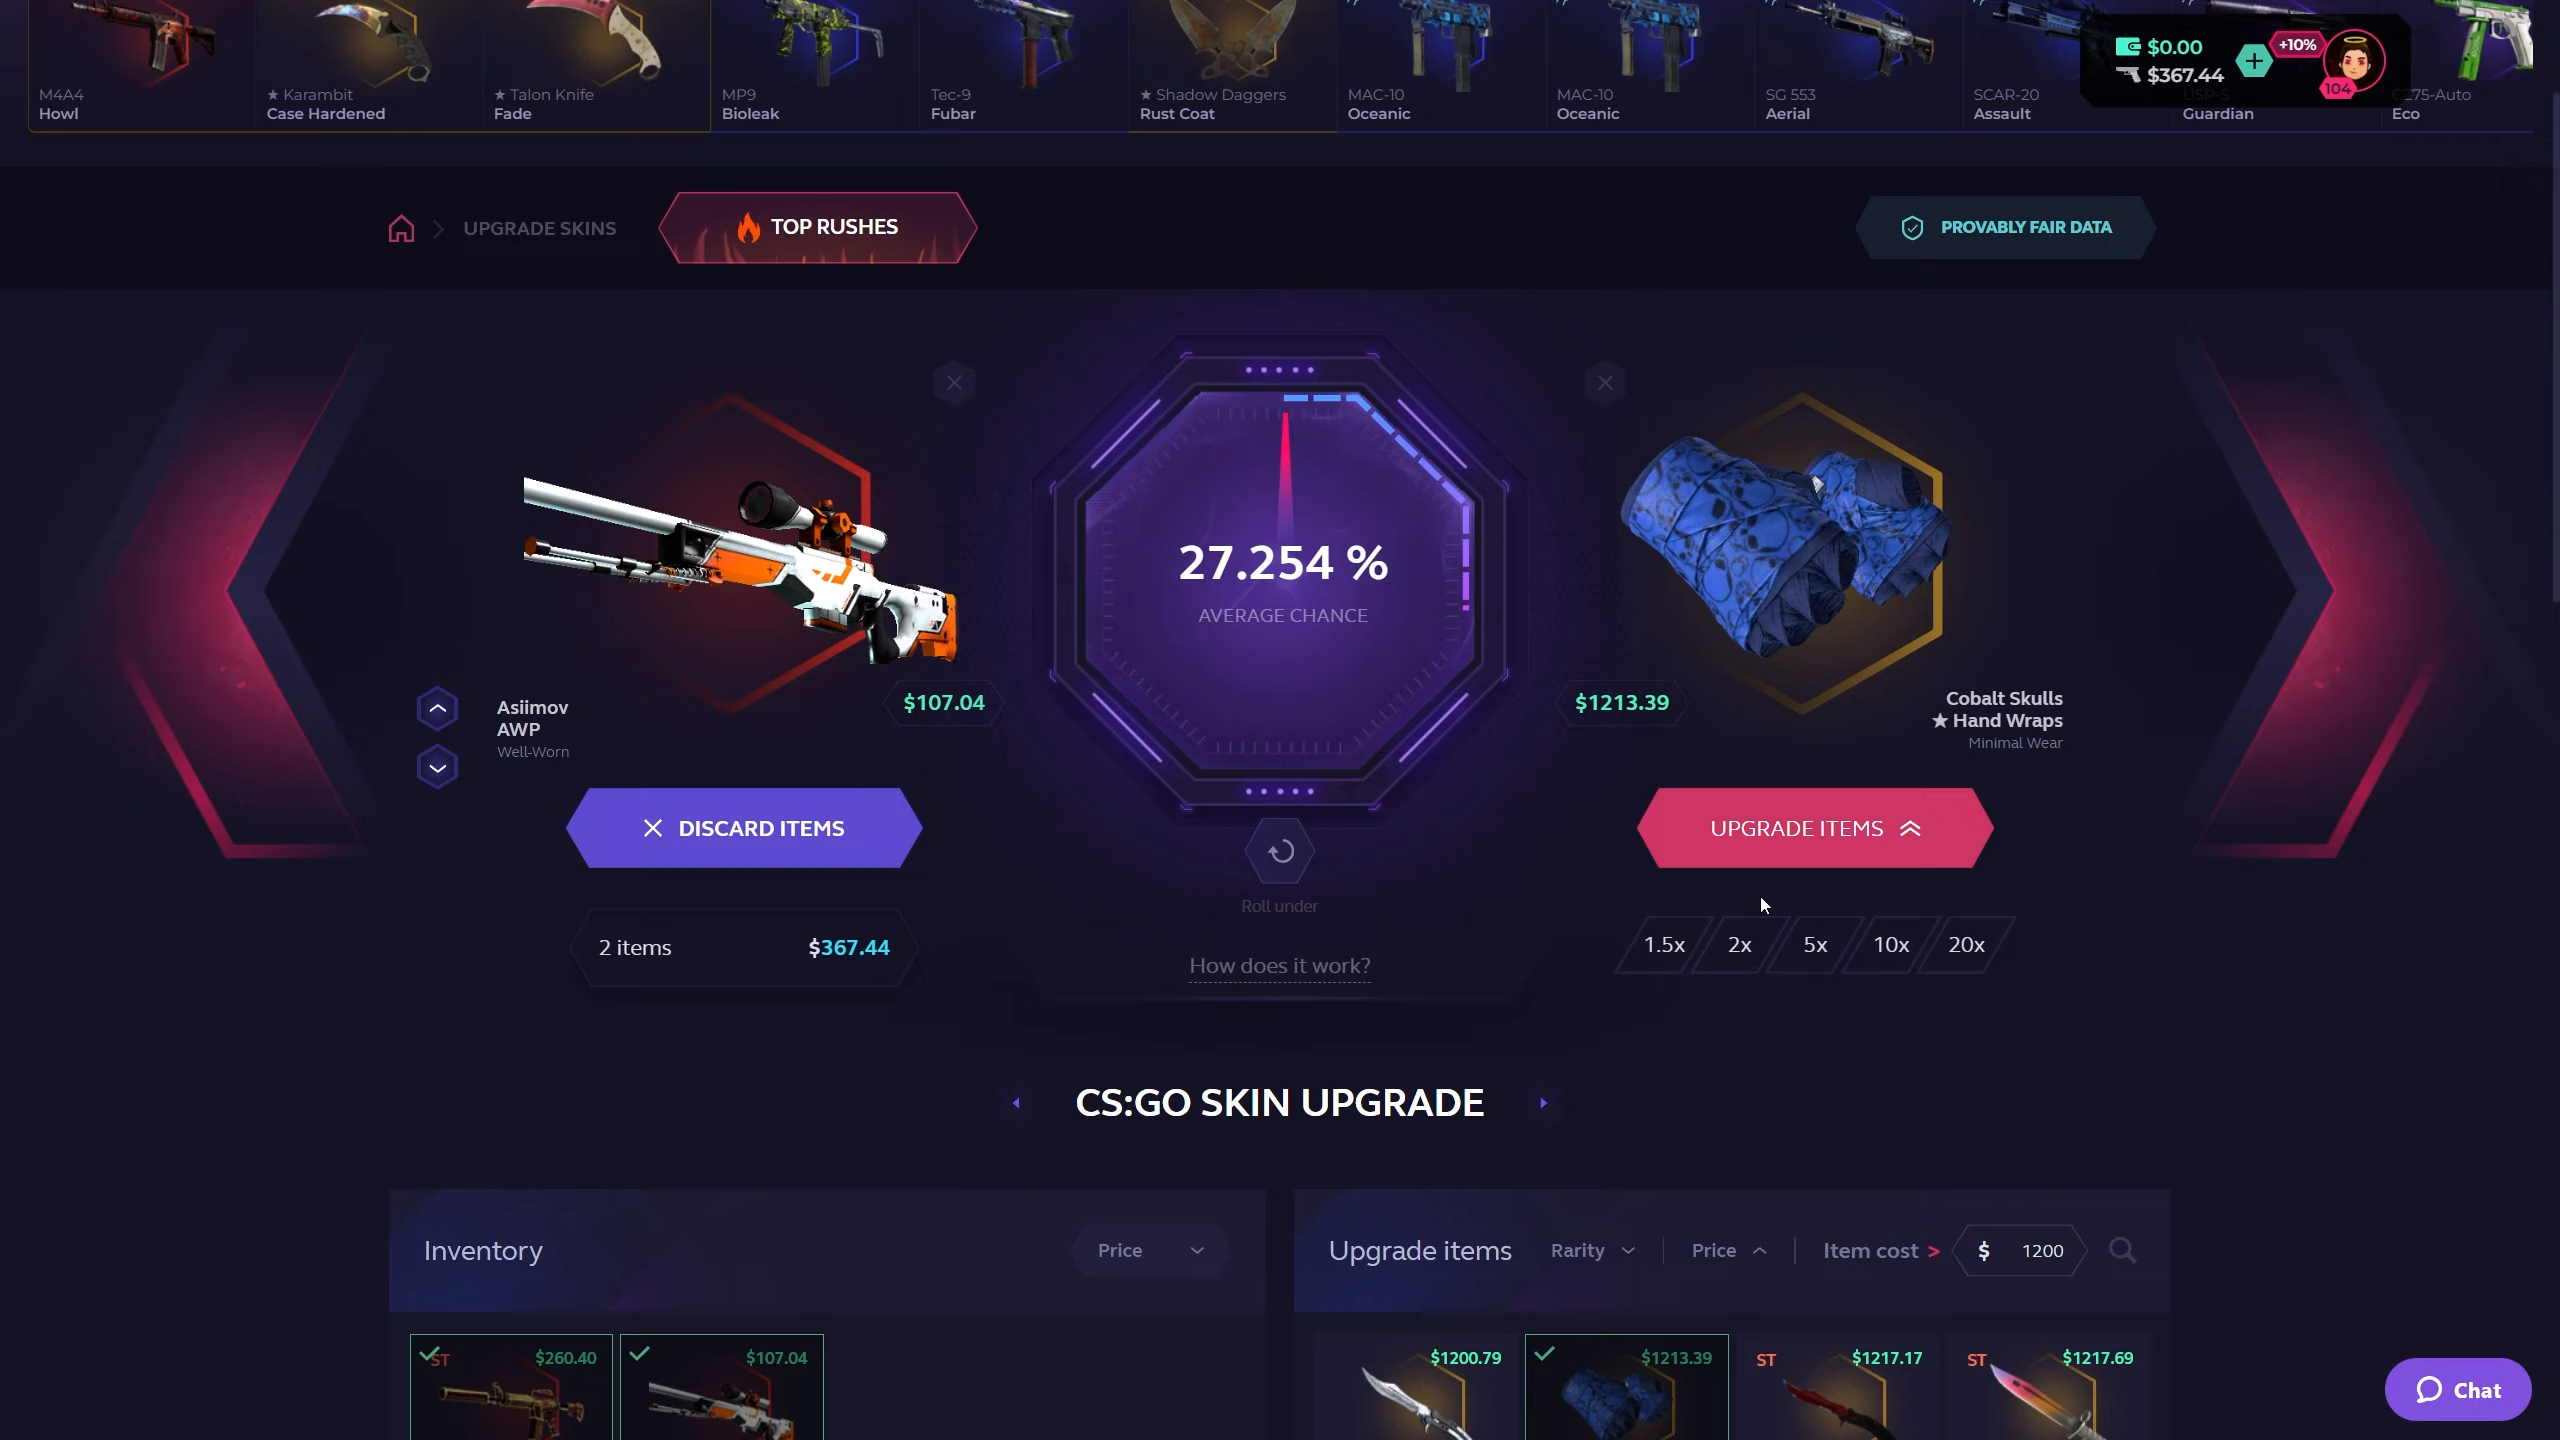 M4A4
Howl
★ Karambit
Case Hardened
★ Talon Knife
Fade
MP9
Bioleak
Tec-9
Fubar
★ Shadow Daggers
Rust Coat
MAC-10
Oceanic
MAC-10
Oceanic
SG 553
Aerial
SCAR-20
Assault
USP-S
Guardian
CZ75-Auto
Eco
$0.00
$367.44
+10%
104
UPGRADE SKINS
TOP RUSHES
PROVABLY FAIR DATA
27.254 %
AVERAGE CHANCE
$107.04
$1213.39
Asiimov
AWP
Well-Worn
Cobalt Skulls
★ Hand Wraps
Minimal Wear
DISCARD ITEMS
UPGRADE ITEMS
Roll under
2 items
$367.44
1.5x
2x
5x
10x
20x
How does it work?
CS:GO SKIN UPGRADE
Inventory
Price
Upgrade items
Rarity
Price
Item cost >
$ 1200
ST
$260.40
$107.04
$1200.79
$1213.39
ST
$1217.17
ST
$1217.69
Chat